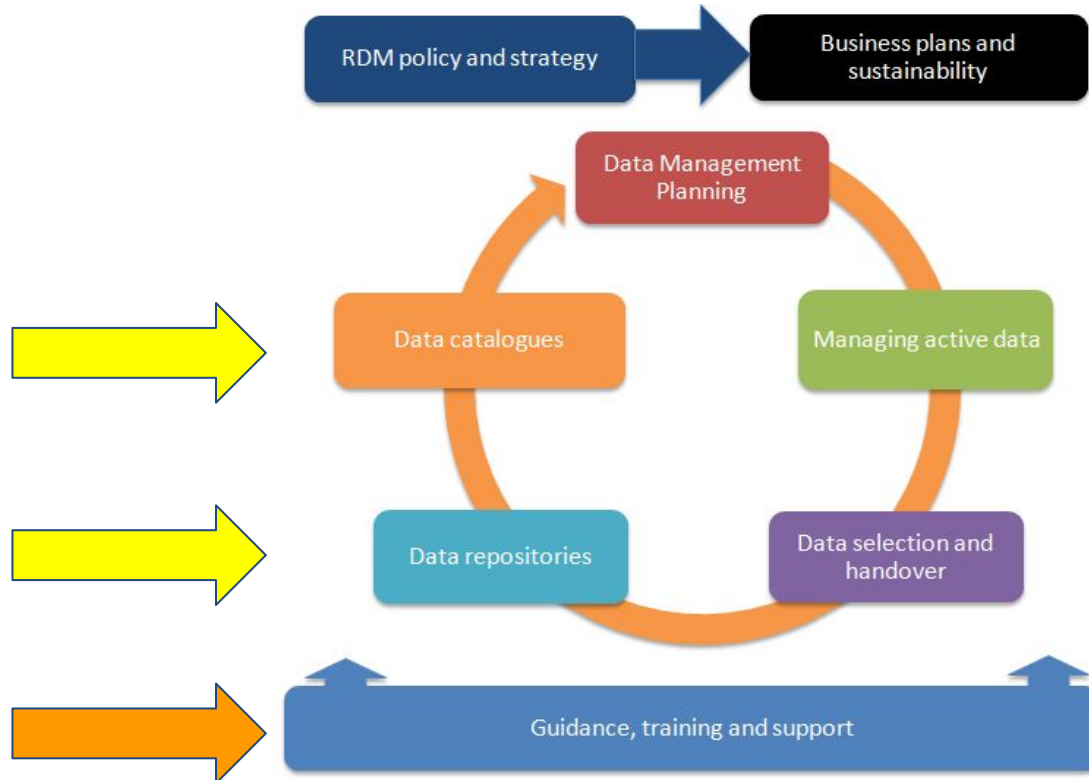 RDM policy and strategy
Business plans and
sustainability
Data Management
Planning
Data catalogues
Managing active data
Data repositories
Data selection and
handover
Guidance, training and support